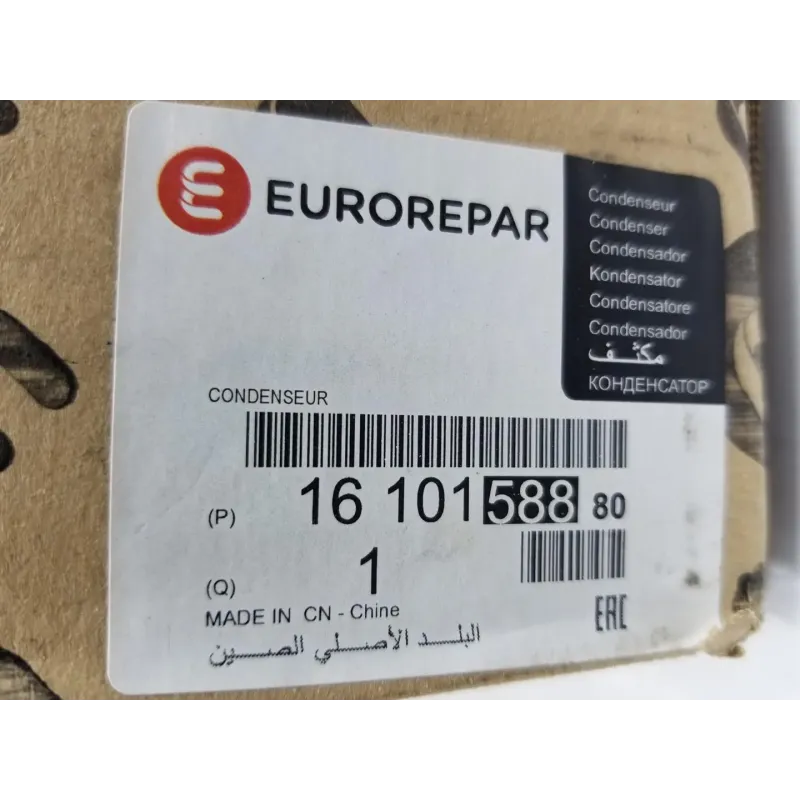 EUROREPAR
Condenseur
Condenser
Condensador
Kondensator
Condensatore
Condensador
مكثف
КОНДЕНСАТОР
CONDENSEUR
(P) 16 101 588 80
(Q) 1
MADE IN CN - Chine
EAC
البلد الأصلي الصين